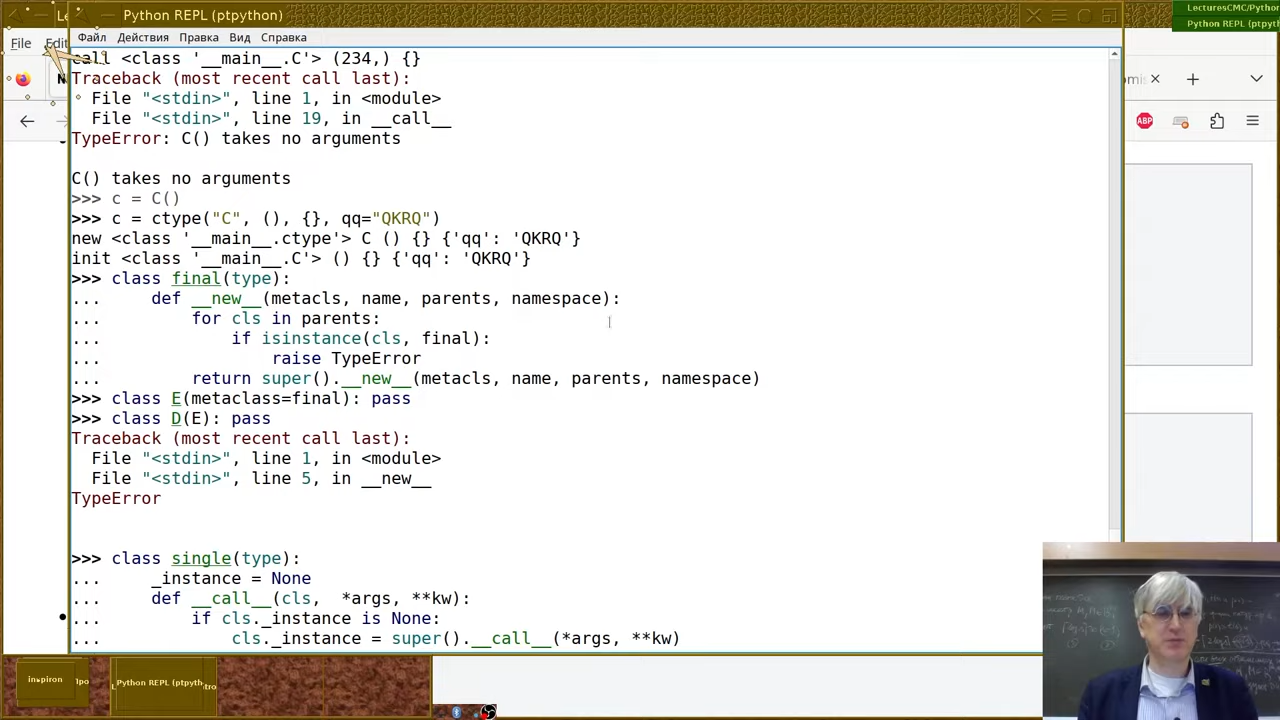 Python REPL (ptpython)
LecturesCMC/Python
Python REPL (ptpyt
File Edit
Файл Действия Правка Вид Справка
call <class '__main__.C'> (234,) {}
Traceback (most recent call last):
  File "<stdin>", line 1, in <module>
  File "<stdin>", line 19, in __call__
TypeError: C() takes no arguments
C() takes no arguments
>>> c = C()
>>> c = ctype("C", (), {}, qq="QKRQ")
new <class '__main__.ctype'> C () {} {'qq': 'QKRQ'}
init <class '__main__.C'> () {} {'qq': 'QKRQ'}
>>> class final(type):
...     def __new__(metacls, name, parents, namespace):
...         for cls in parents:
...             if isinstance(cls, final):
...                 raise TypeError
...         return super().__new__(metacls, name, parents, namespace)
>>> class E(metaclass=final): pass
>>> class D(E): pass
Traceback (most recent call last):
  File "<stdin>", line 1, in <module>
  File "<stdin>", line 5, in __new__
TypeError
>>> class single(type):
...     _instance = None
...     def __call__(cls,  *args, **kw):
...         if cls._instance is None:
...             cls._instance = super().__call__(*args, **kw)
ABP
inspiron
Python REPL (ptpyth